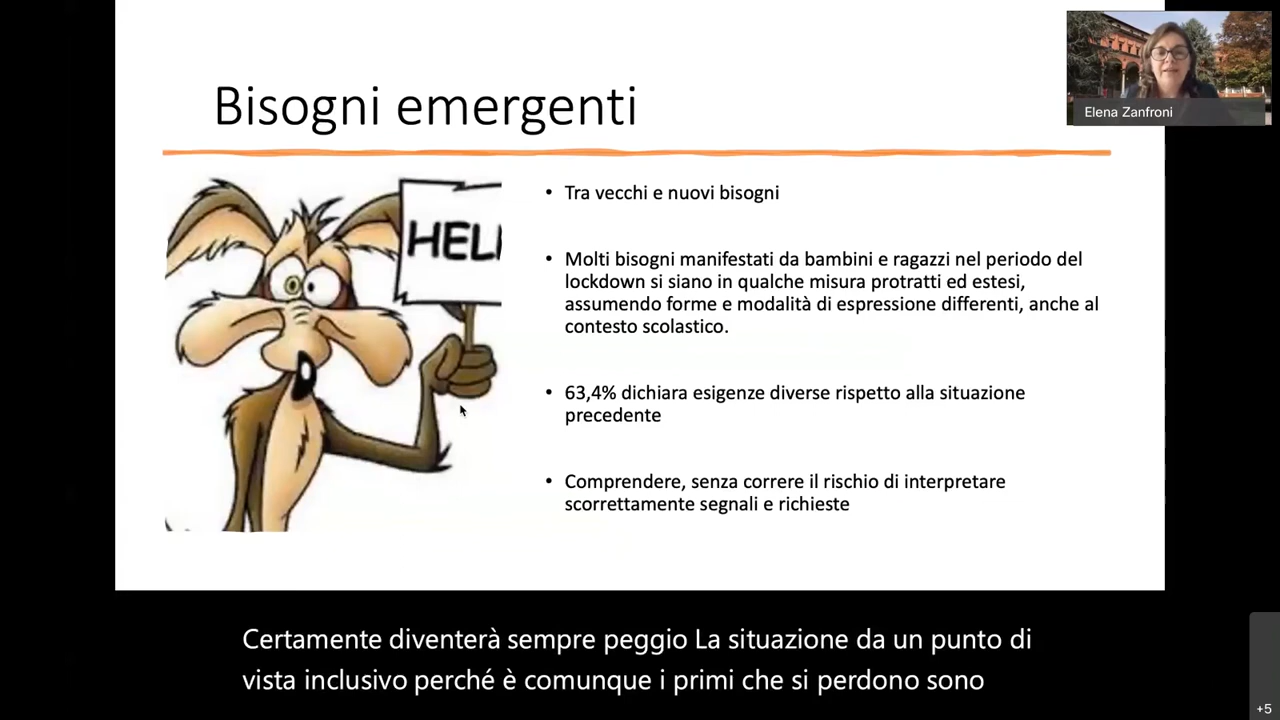 Bisogni emergenti
Elena Zanfroni
HEL
• Tra vecchi e nuovi bisogni
• Molti bisogni manifestati da bambini e ragazzi nel periodo del
lockdown si siano in qualche misura protratti ed estesi,
assumendo forme e modalità di espressione differenti, anche al
contesto scolastico.
• 63,4% dichiara esigenze diverse rispetto alla situazione
precedente
• Comprendere, senza correre il rischio di interpretare
scorrettamente segnali e richieste
Certamente diventerà sempre peggio La situazione da un punto di
vista inclusivo perché è comunque i primi che si perdono sono
+5